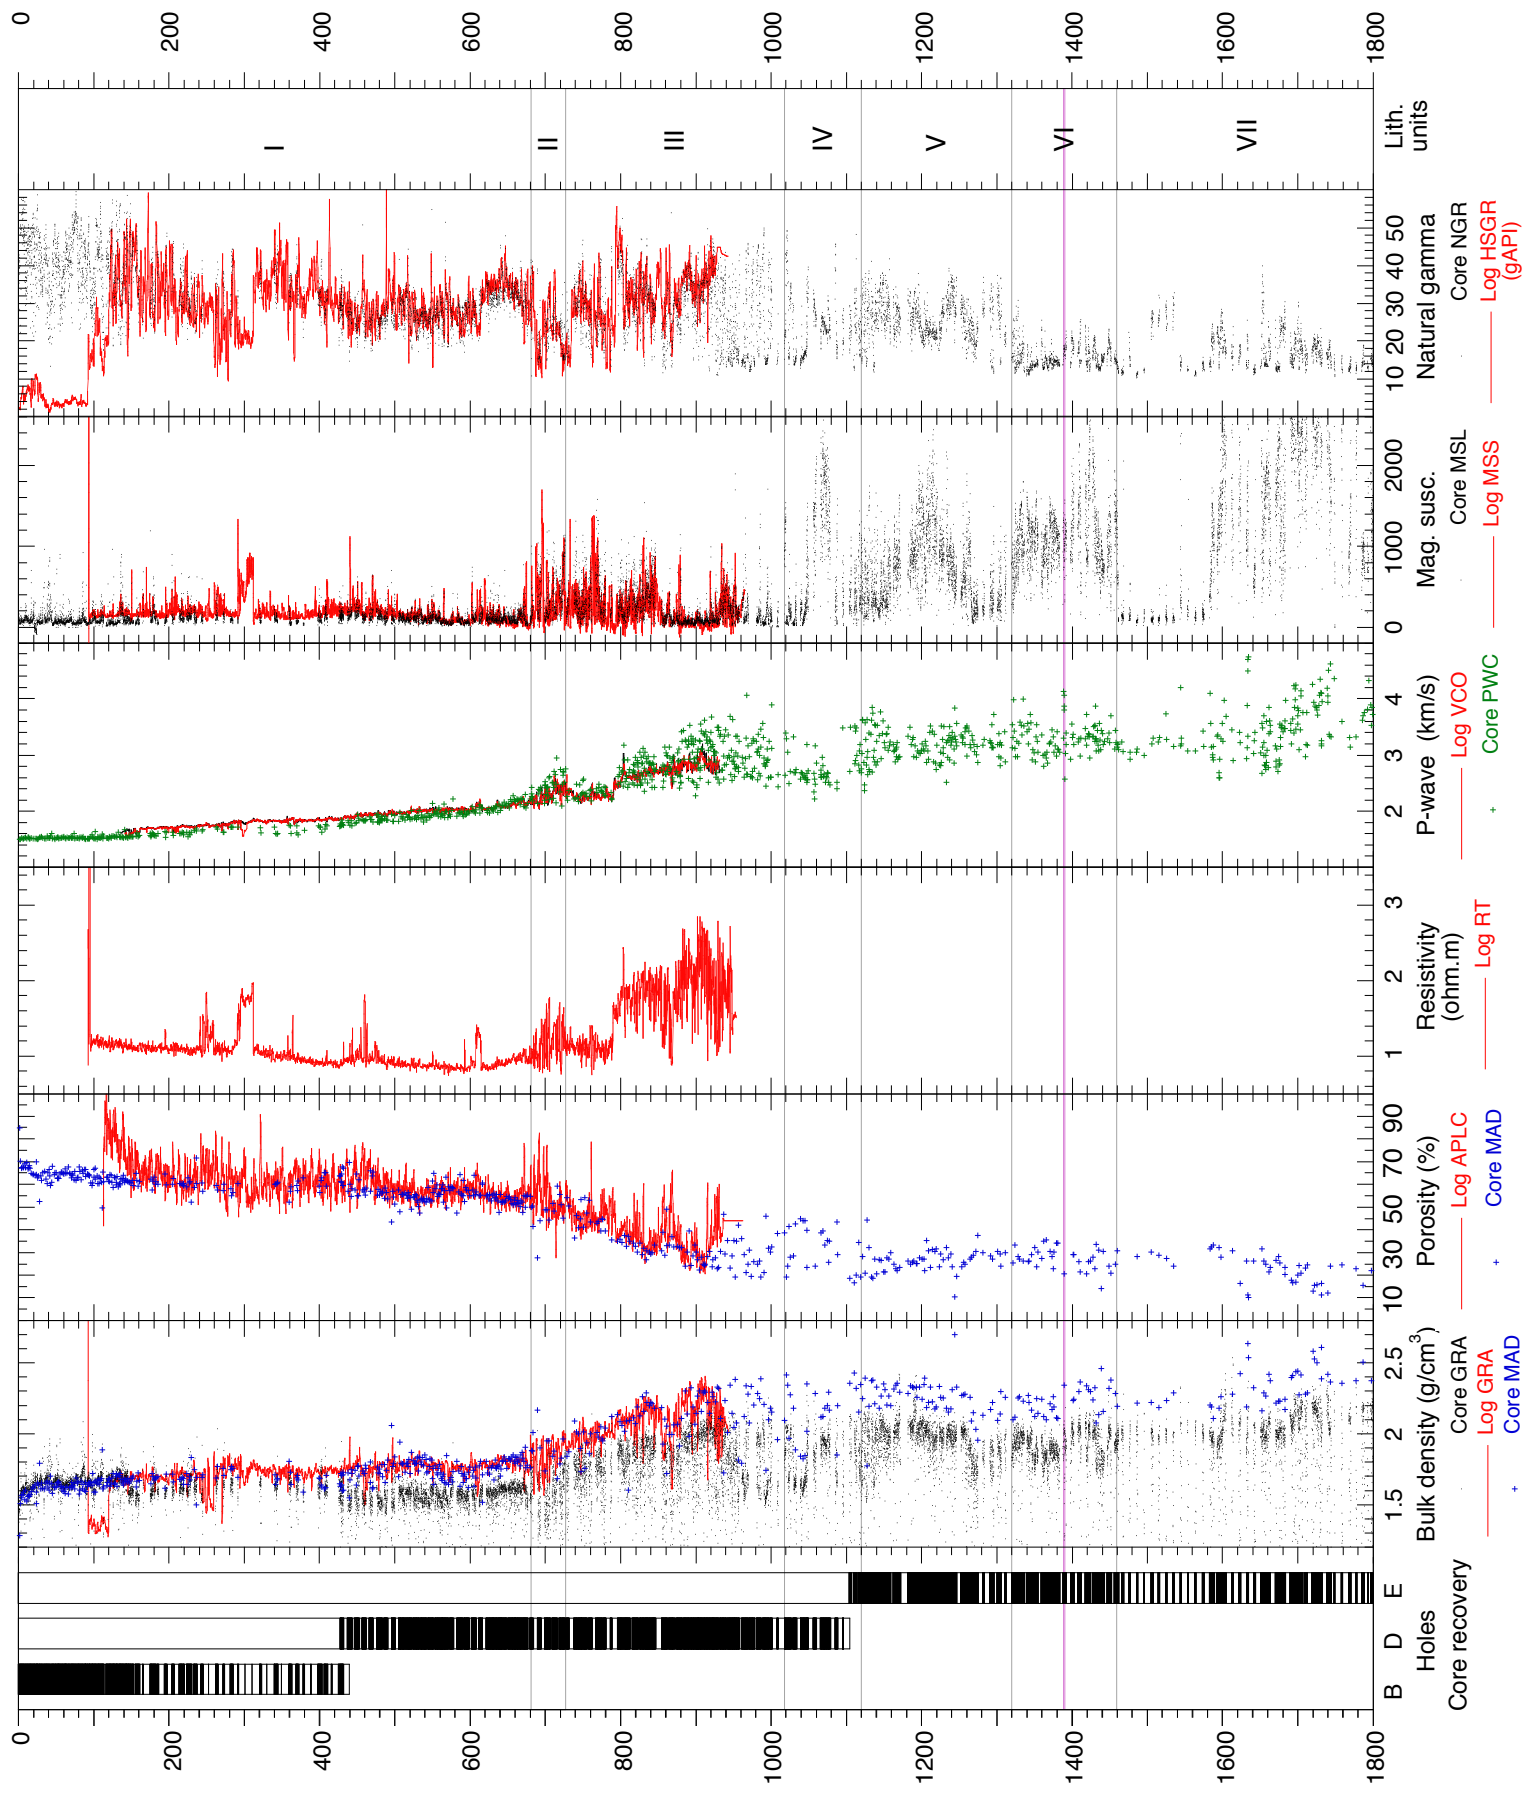 0
200
400
600
800
1000
1200
1400
1600
1800
B
D
E
Holes
Core recovery
1.5
2
2.5
Bulk density (g/cm³)
Core GRA
Log GRA
Core MAD
10
30
50
70
90
Porosity (%)
Log APLC
Core MAD
1
2
3
Resistivity
(ohm.m)
Log RT
2
3
4
P-wave (km/s)
Log VCO
Core PWC
0
1000
2000
Mag. susc.
Core MSL
Log MSS
10
20
30
40
50
Natural gamma
Core NGR
Log HSGR
(gAPI)
I
II
III
IV
V
VI
VII
Lith.
units
0
200
400
600
800
1000
1200
1400
1600
1800